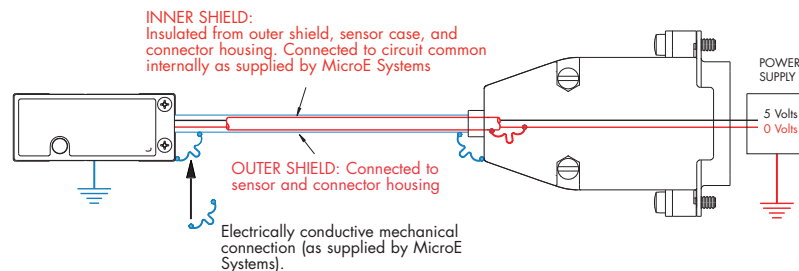 INNER SHIELD:
Insulated from outer shield, sensor case, and
connector housing. Connected to circuit common
internally as supplied by MicroE Systems
POWER
SUPPLY
5 Volts
0 Volts
OUTER SHIELD: Connected to
sensor and connector housing
Electrically conductive mechanical
connection (as supplied by MicroE
Systems).